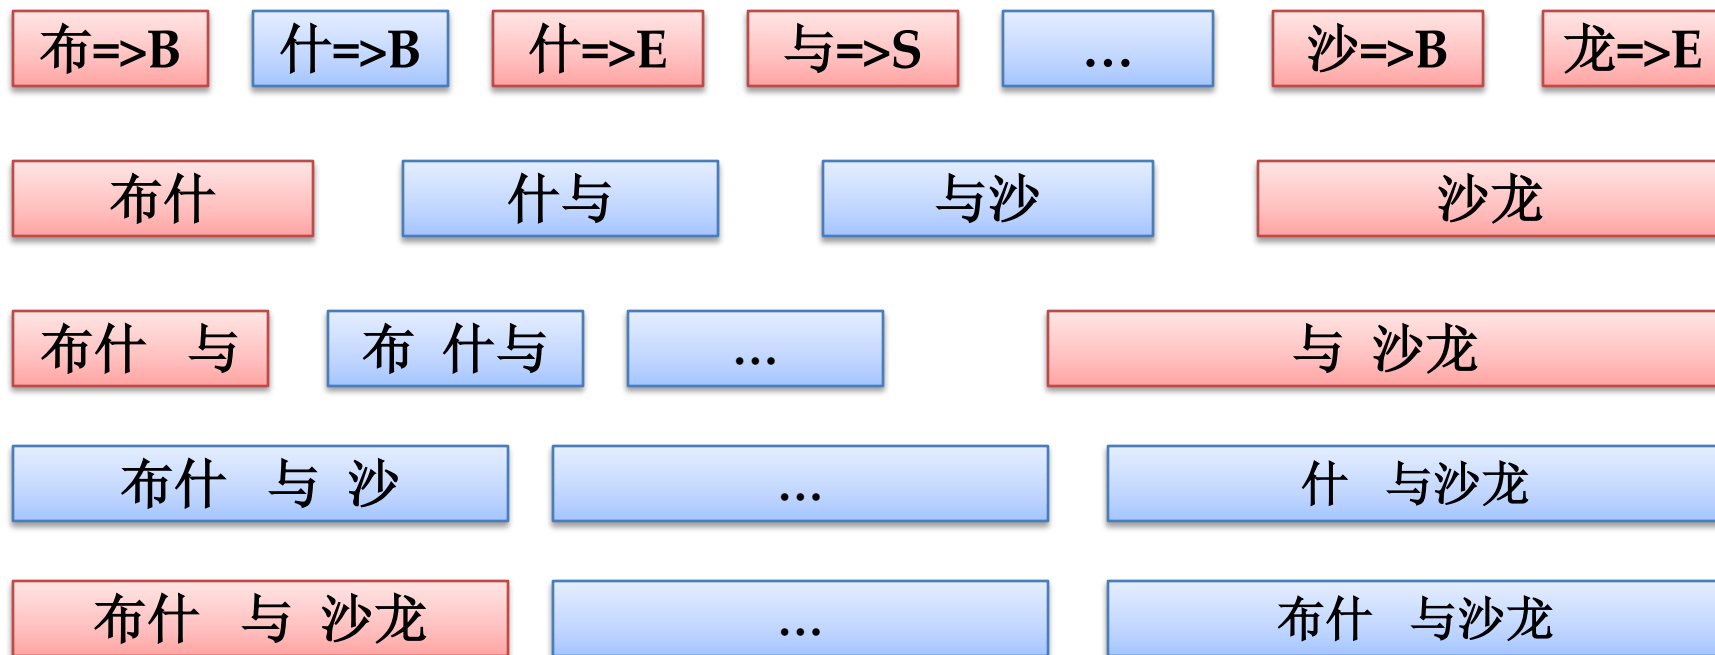 布=>B 什=>B 什=>E 与=>S ... 沙=>B 龙=>E
布什 什与 与沙 沙龙
布什 与 布 什与 ... 与 沙龙
布什 与 沙 ... 什 与沙龙
布什 与 沙龙 ... 布什 与沙龙